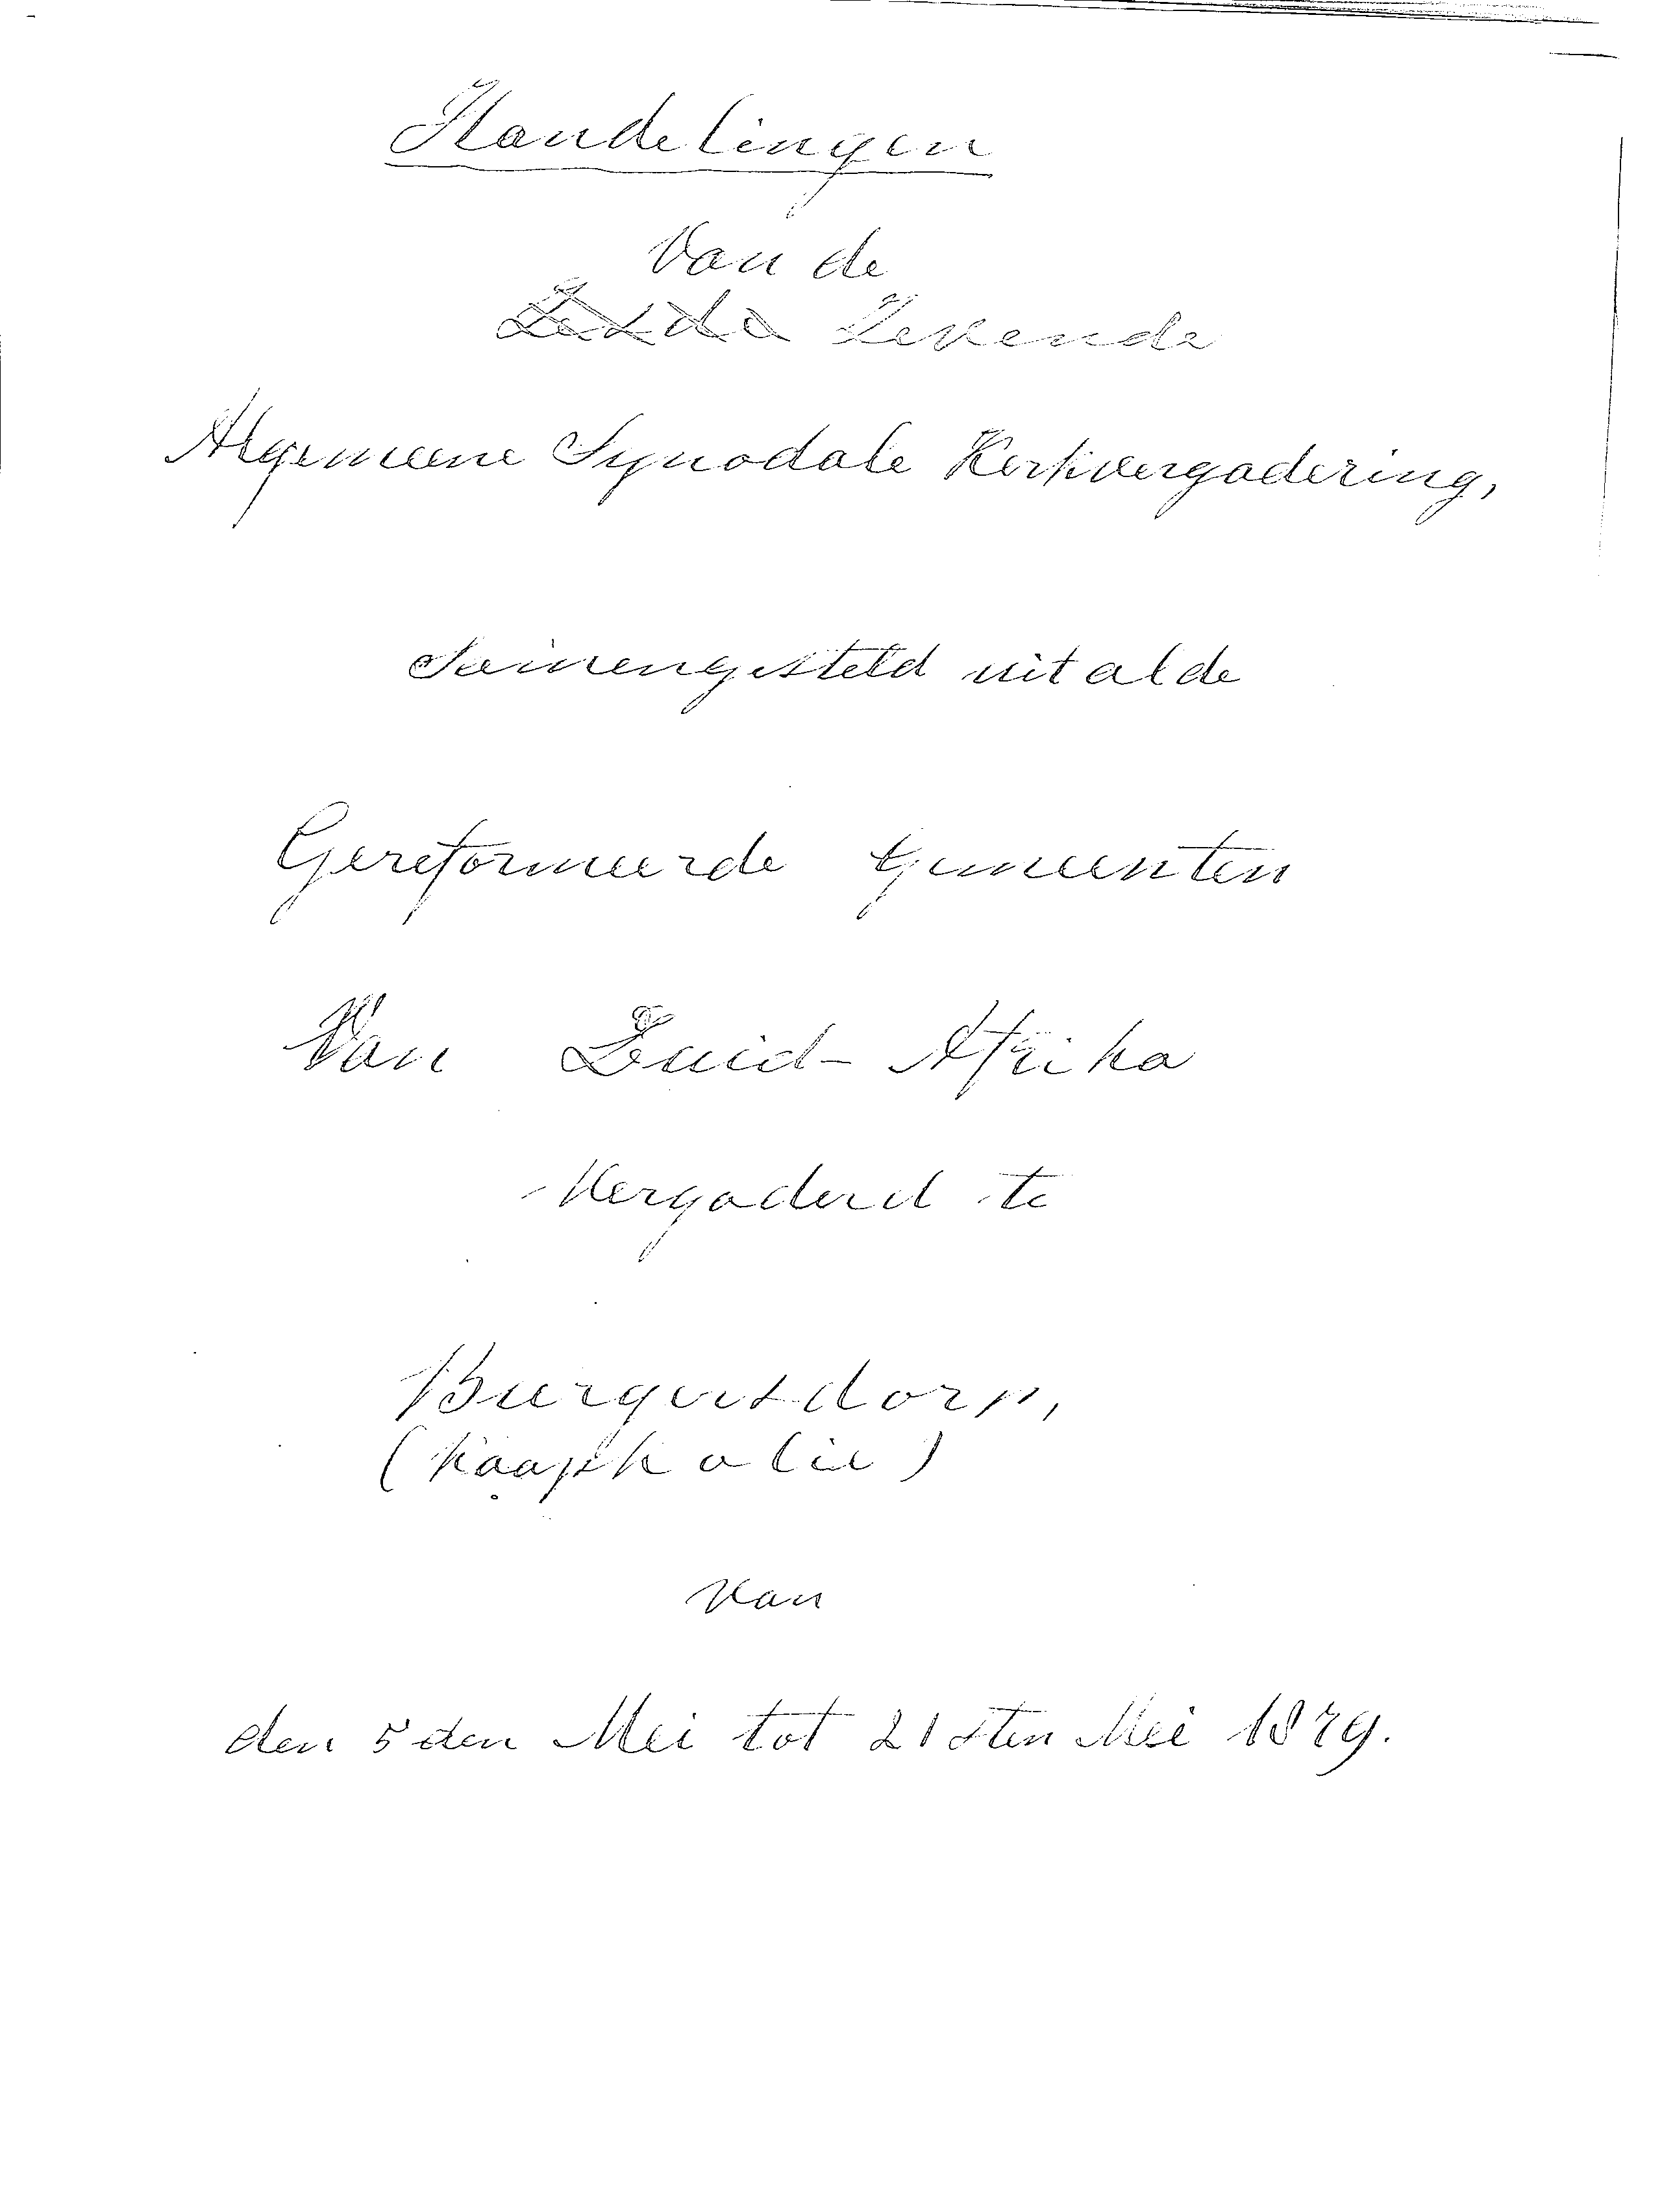 Handelingen
Van de
Zesde Zevende
Algemeene Synodale Kerkvergadering,
Samengesteld uit al de
Gereformeerde Gemeenten
Van Zuid-Afrika
Vergaderd te
Burgersdorp,
(Kaapkolie)
Van
den 5den Mei tot 21sten Mei 1879.